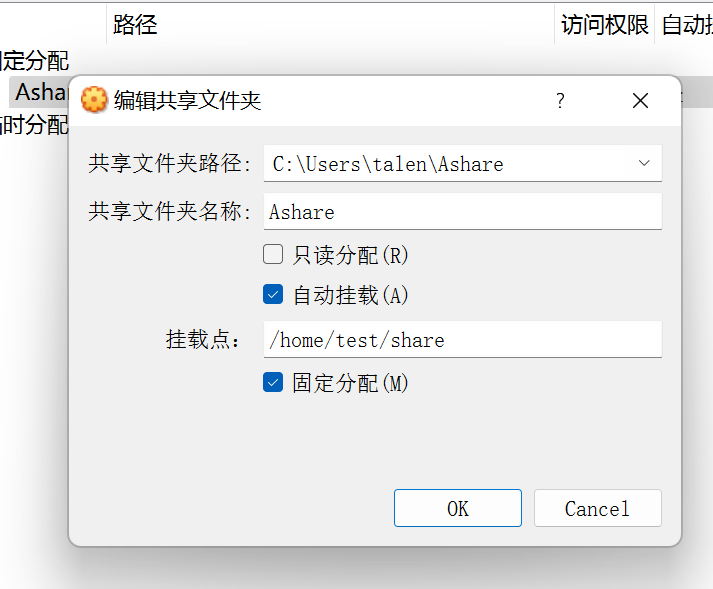 路径 访问权限
定分配
Asha
编辑共享文件夹 ?
时分配
共享文件夹路径: C:\Users\talen\Ashare
共享文件夹名称: Ashare
只读分配(R)
自动挂载(A)
挂载点: /home/test/share
固定分配(M)
OK Cancel